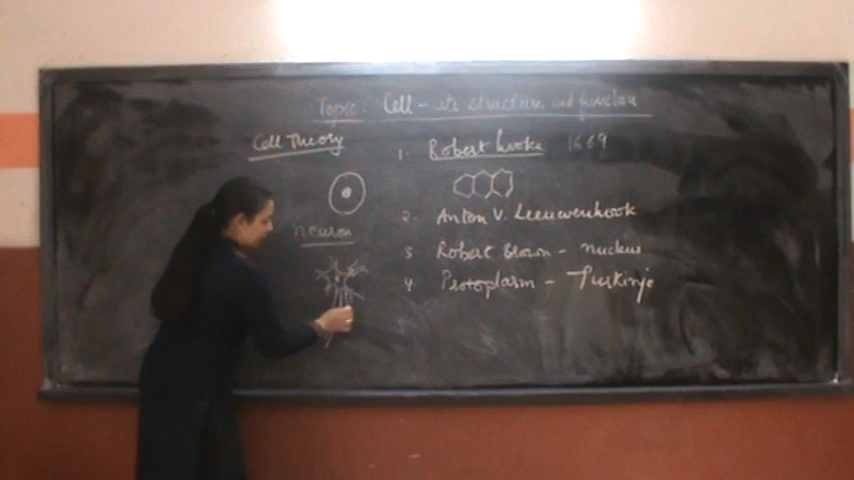 Topic: Cell - its structure and function
Cell Theory
1. Robert hooke 1669
2. Anton V. Leeuwenhook
neuron
3 Robert Brown - nucleus
4. Protoplasm - Purkinje